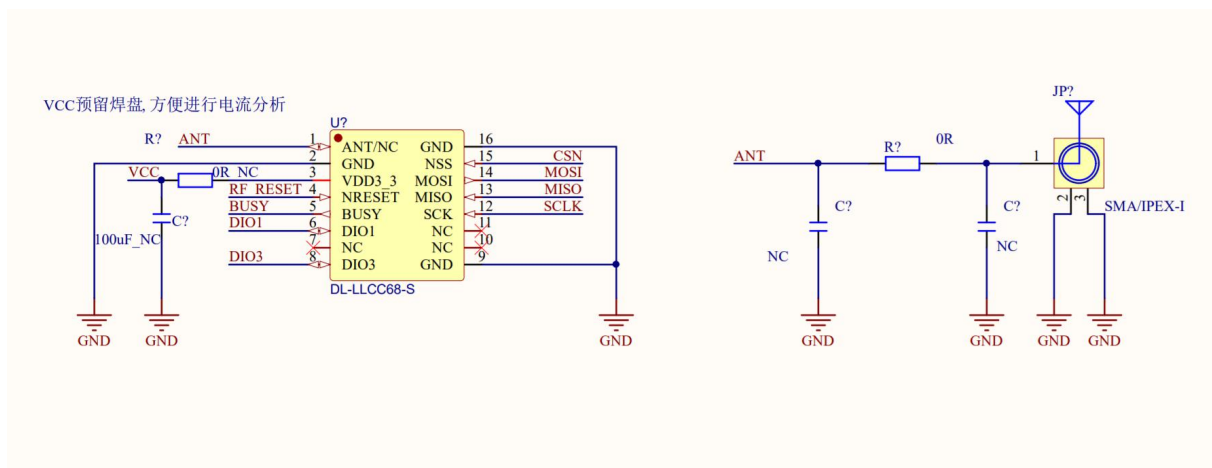 VCC预留焊盘,方便进行电流分析
U?
R? ANT 1 ANT/NC GND 16
2 GND NSS 15 CSN
VCC 0R_NC 3 VDD3_3 MOSI 14 MOSI
RF_RESET 4 NRESET MISO 13 MISO
BUSY 5 BUSY SCK 12 SCLK
C?
DIO1 6 DIO1 NC 11
100uF_NC 7 NC NC 10
DIO3 8 DIO3 GND 9
DL-LLCC68-S
GND GND GND
JP?
R? 0R
ANT 1
2 3
C? C? SMA/IPEX-I
NC NC
GND GND GND GND